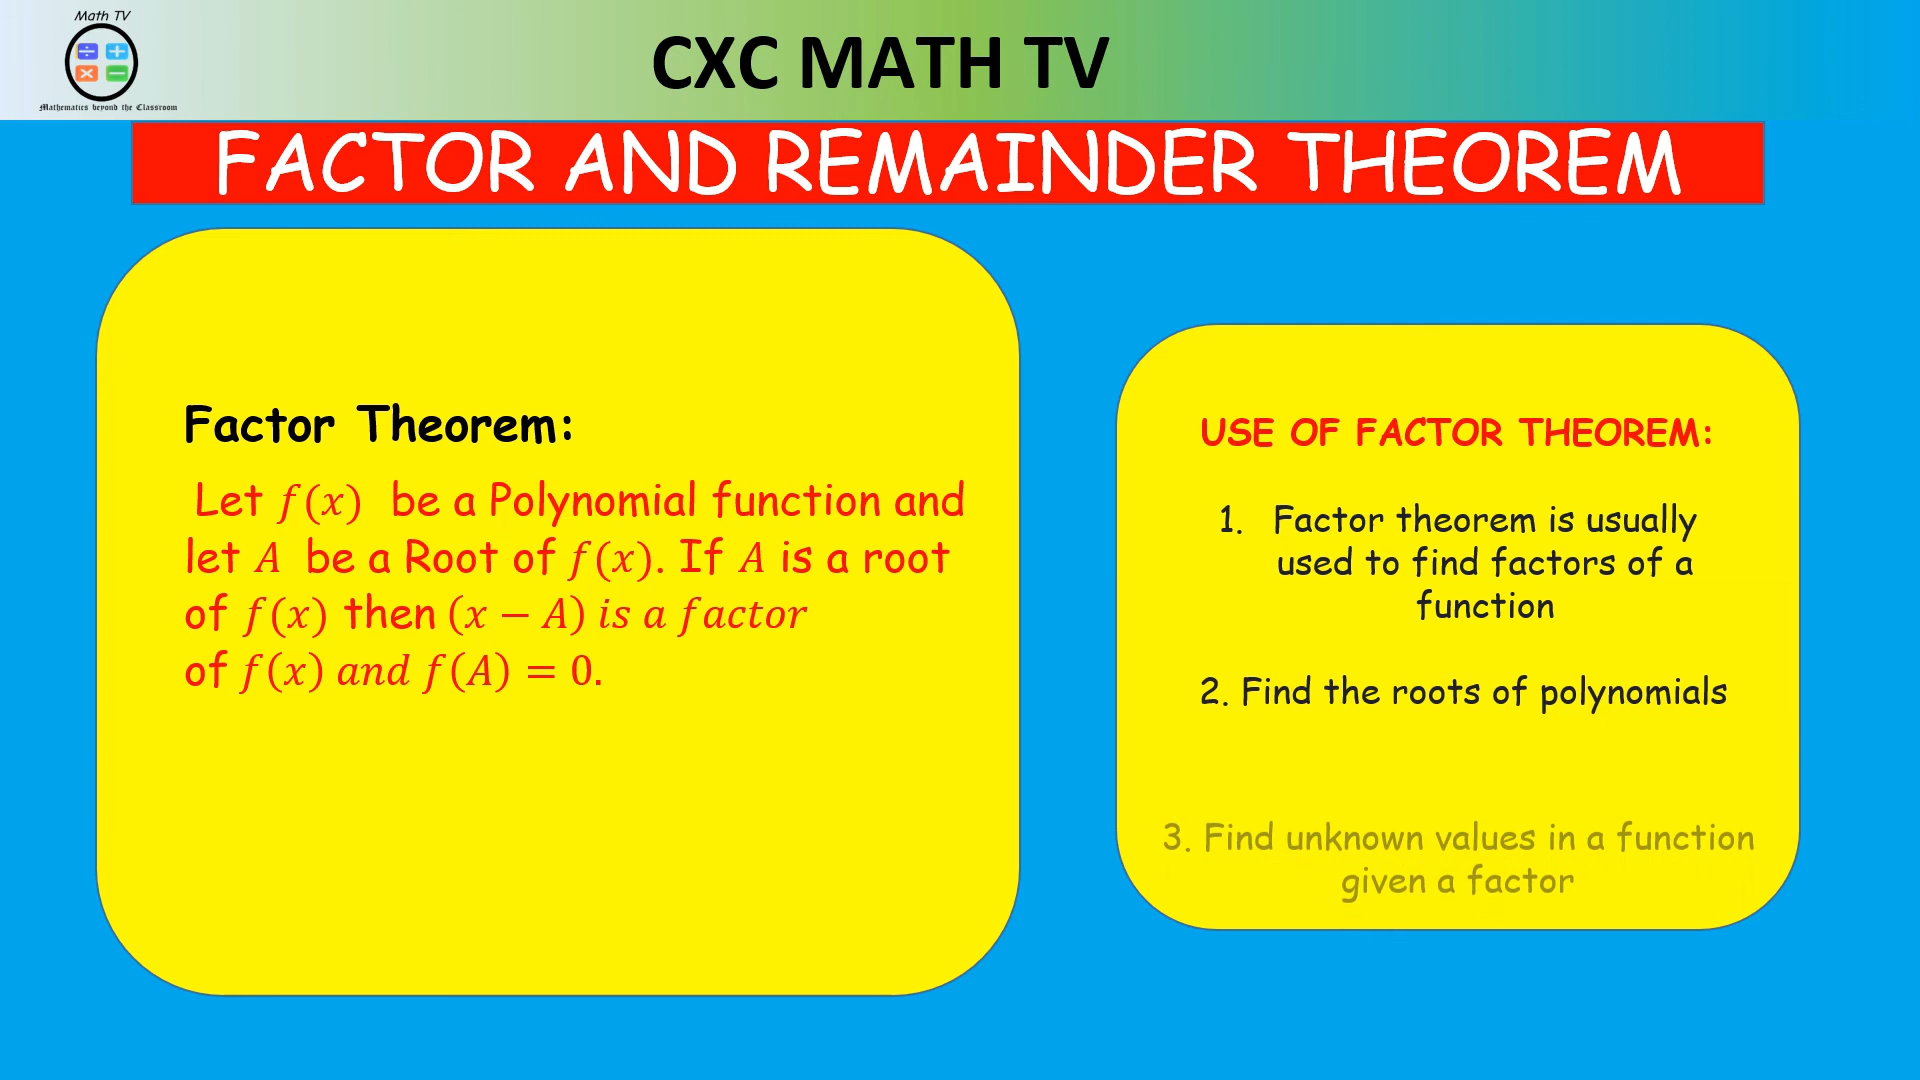 Math TV
Mathematics beyond the Classroom
CXC MATH TV
FACTOR AND REMAINDER THEOREM
Factor Theorem:
Let f(x) be a Polynomial function and
let A be a Root of f(x). If A is a root
of f(x) then (x − A) is a factor
of f(x) and f(A) = 0.
USE OF FACTOR THEOREM:
1. Factor theorem is usually
used to find factors of a
function
2. Find the roots of polynomials
3. Find unknown values in a function
given a factor